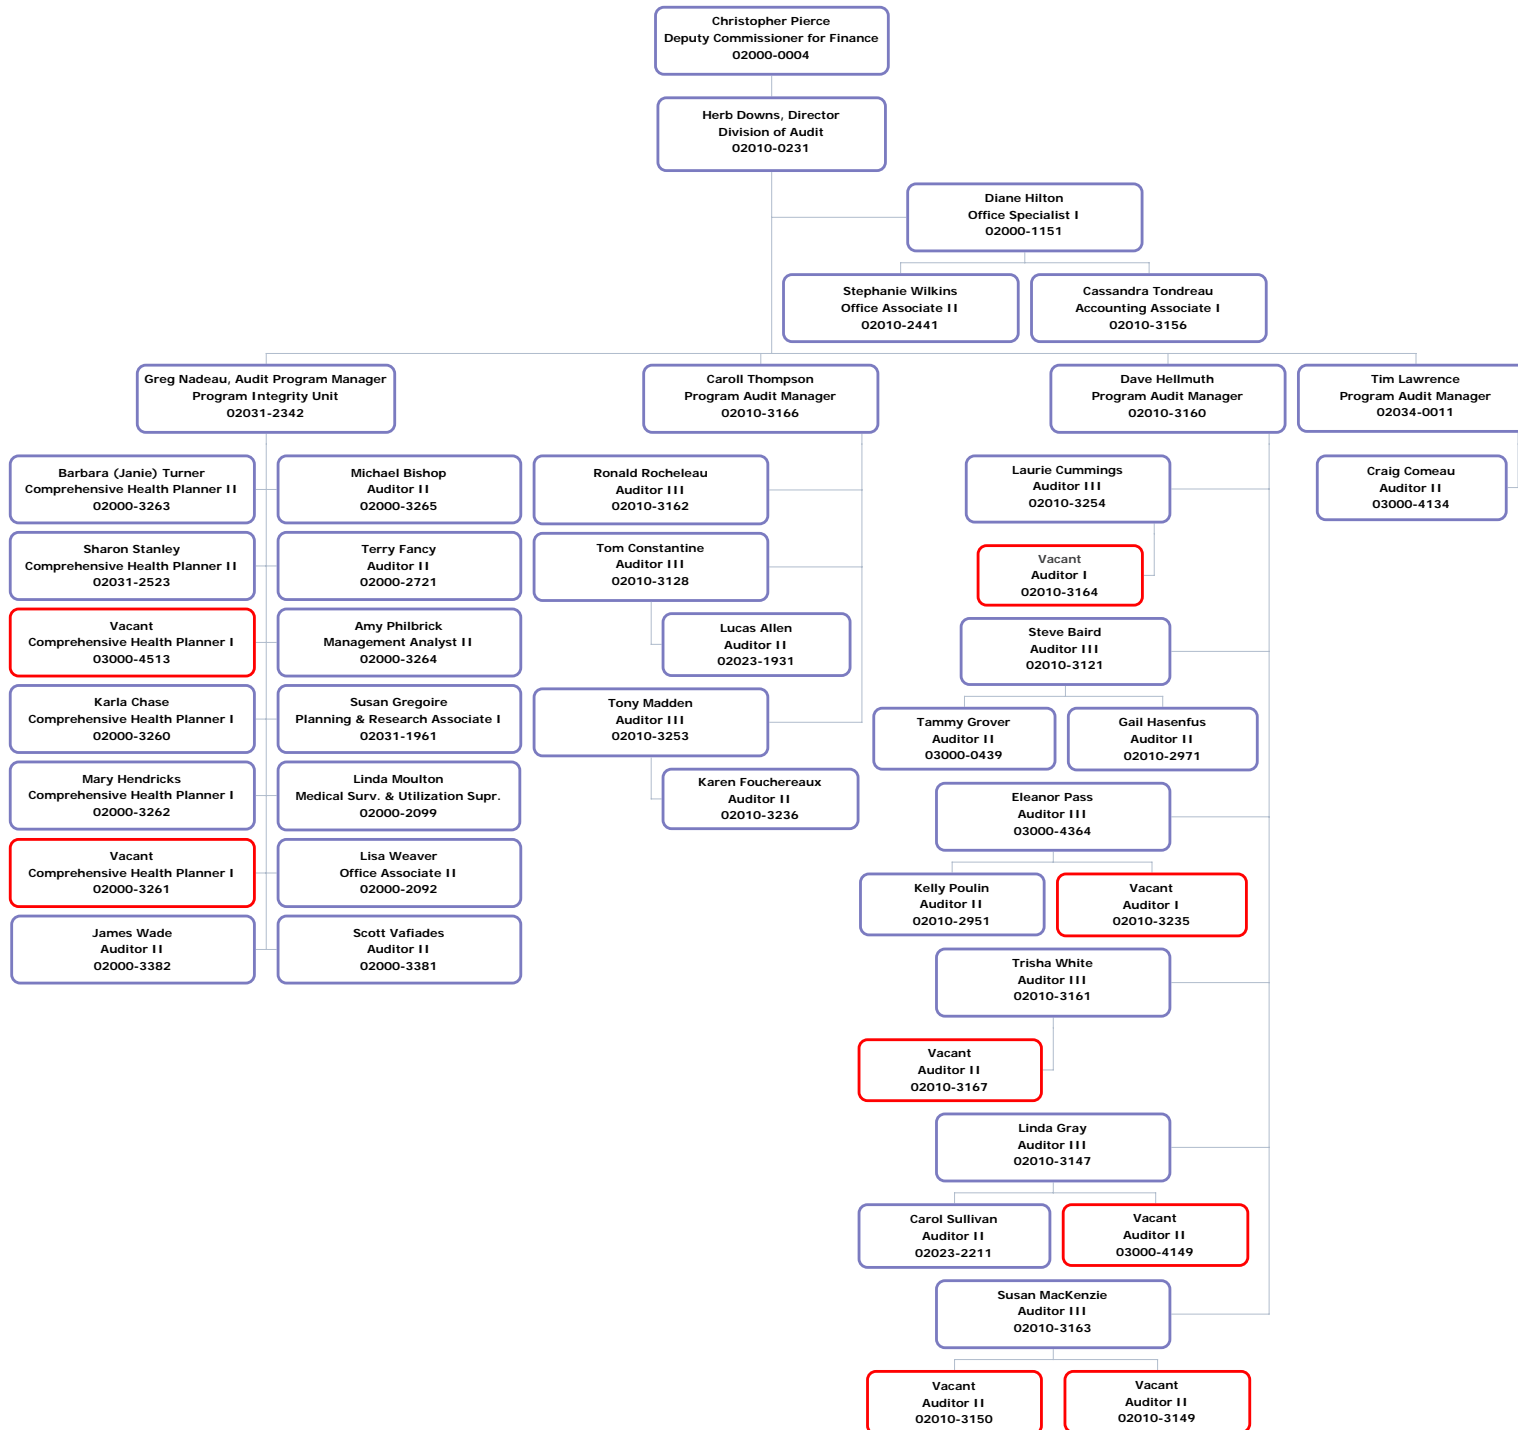 Christopher Pierce
Deputy Commissioner for Finance
02000-0004
Herb Downs, Director
Division of Audit
02010-0231
Diane Hilton
Office Specialist I
02000-1151
Stephanie Wilkins
Office Associate II
02010-2441
Cassandra Tondreau
Accounting Associate I
02010-3156
Greg Nadeau, Audit Program Manager
Program Integrity Unit
02031-2342
Barbara (Janie) Turner
Comprehensive Health Planner II
02000-3263
Michael Bishop
Auditor II
02000-3265
Sharon Stanley
Comprehensive Health Planner II
02031-2523
Terry Fancy
Auditor II
02000-2721
Vacant
Comprehensive Health Planner I
03000-4513
Amy Philbrick
Management Analyst II
02000-3264
Karla Chase
Comprehensive Health Planner I
02000-3260
Susan Gregoire
Planning & Research Associate I
02031-1961
Mary Hendricks
Comprehensive Health Planner I
02000-3262
Linda Moulton
Medical Surv. & Utilization Supr.
02000-2099
Vacant
Comprehensive Health Planner I
02000-3261
Lisa Weaver
Office Associate II
02000-2092
James Wade
Auditor II
02000-3382
Scott Vafiades
Auditor II
02000-3381
Caroll Thompson
Program Audit Manager
02010-3166
Ronald Rocheleau
Auditor III
02010-3162
Tom Constantine
Auditor III
02010-3128
Lucas Allen
Auditor II
02023-1931
Tony Madden
Auditor III
02010-3253
Karen Fouchereaux
Auditor II
02010-3236
Dave Hellmuth
Program Audit Manager
02010-3160
Laurie Cummings
Auditor III
02010-3254
Vacant
Auditor I
02010-3164
Steve Baird
Auditor III
02010-3121
Tammy Grover
Auditor II
03000-0439
Gail Hasenfus
Auditor II
02010-2971
Eleanor Pass
Auditor III
03000-4364
Kelly Poulin
Auditor II
02010-2951
Vacant
Auditor I
02010-3235
Trisha White
Auditor III
02010-3161
Vacant
Auditor II
02010-3167
Linda Gray
Auditor III
02010-3147
Carol Sullivan
Auditor II
02023-2211
Vacant
Auditor II
03000-4149
Susan MacKenzie
Auditor III
02010-3163
Vacant
Auditor II
02010-3150
Vacant
Auditor II
02010-3149
Tim Lawrence
Program Audit Manager
02034-0011
Craig Comeau
Auditor II
03000-4134